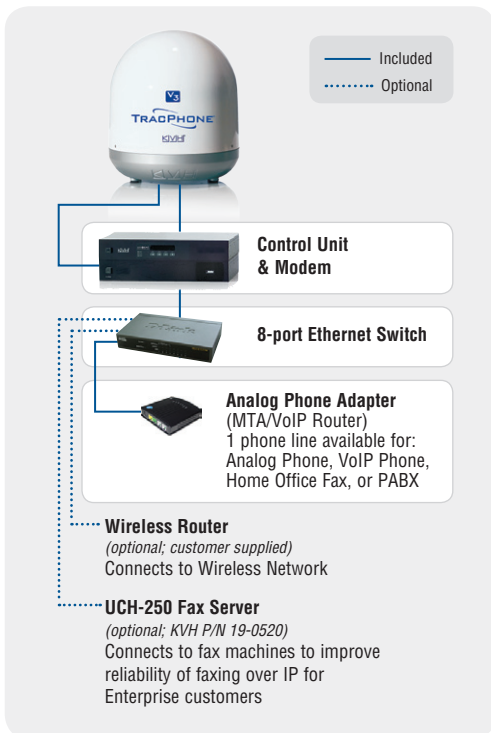 Included
Optional
V3
TRACPHONE
KVH
KVH
Control Unit
& Modem
D-Link
8-port Ethernet Switch
Analog Phone Adapter
(MTA/VoIP Router)
1 phone line available for:
Analog Phone, VoIP Phone,
Home Office Fax, or PABX
Wireless Router
(optional; customer supplied)
Connects to Wireless Network
UCH-250 Fax Server
(optional; KVH P/N 19-0520)
Connects to fax machines to improve
reliability of faxing over IP for
Enterprise customers